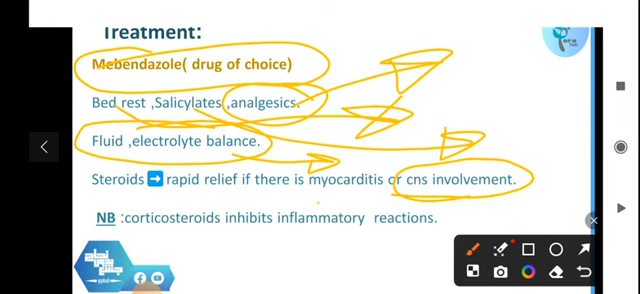 Treatment:
Mebendazole( drug of choice)
Bed rest ,Salicylates ,analgesics.
Fluid ,electrolyte balance.
Steroids ➡ rapid relief if there is myocarditis or cns involvement.
NB :corticosteroids inhibits inflammatory reactions.